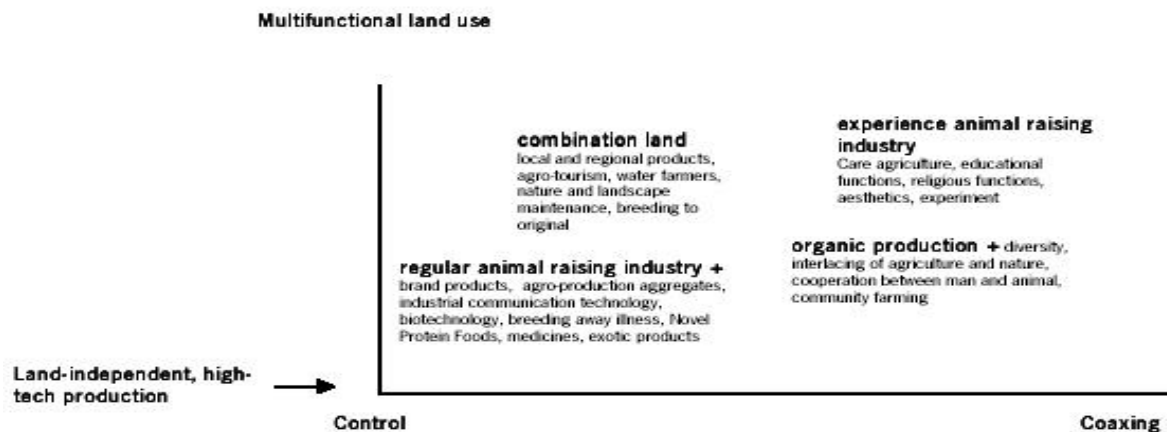 Multifunctional land use
combination land
local and regional products,
agro-tourism, water farmers,
nature and landscape
maintenance, breeding to
original
experience animal raising
industry
Care agriculture, educational
functions, religious functions,
aesthetics, experiment
regular animal raising industry +
brand products, agro-production aggregates,
industrial communication technology,
biotechnology, breeding away illness, Novel
Protein Foods, medicines, exotic products
organic production + diversity,
interlacing of agriculture and nature,
cooperation between man and animal,
community farming
Land-independent, high-
tech production
Control
Coaxing